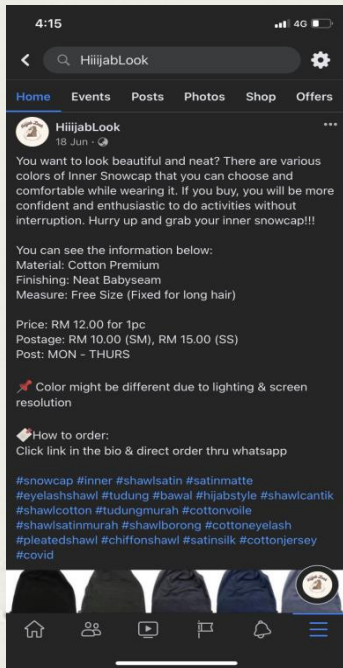 4:15
4G
HiiijabLook
Home Events Posts Photos Shop Offers
HiiijabLook
18 Jun
You want to look beautiful and neat? There are various
colors of Inner Snowcap that you can choose and
comfortable while wearing it. If you buy, you will be more
confident and enthusiastic to do activities without
interruption. Hurry up and grab your inner snowcap!!!
You can see the information below:
Material: Cotton Premium
Finishing: Neat Babyseam
Measure: Free Size (Fixed for long hair)
Price: RM 12.00 for 1pc
Postage: RM 10.00 (SM), RM 15.00 (SS)
Post: MON - THURS
📌 Color might be different due to lighting & screen
resolution
🏷️How to order:
Click link in the bio & direct order thru whatsapp
#snowcap #inner #shawlsatin #satinmatte
#eyelashshawl #tudung #bawal #hijabstyle #shawlcantik
#shawlcotton #tudungmurah #cottonvoile
#shawlsatinmurah #shawlborong #cottoneyelash
#pleatedshawl #chiffonshawl #satinsilk #cottonjersey
#covid